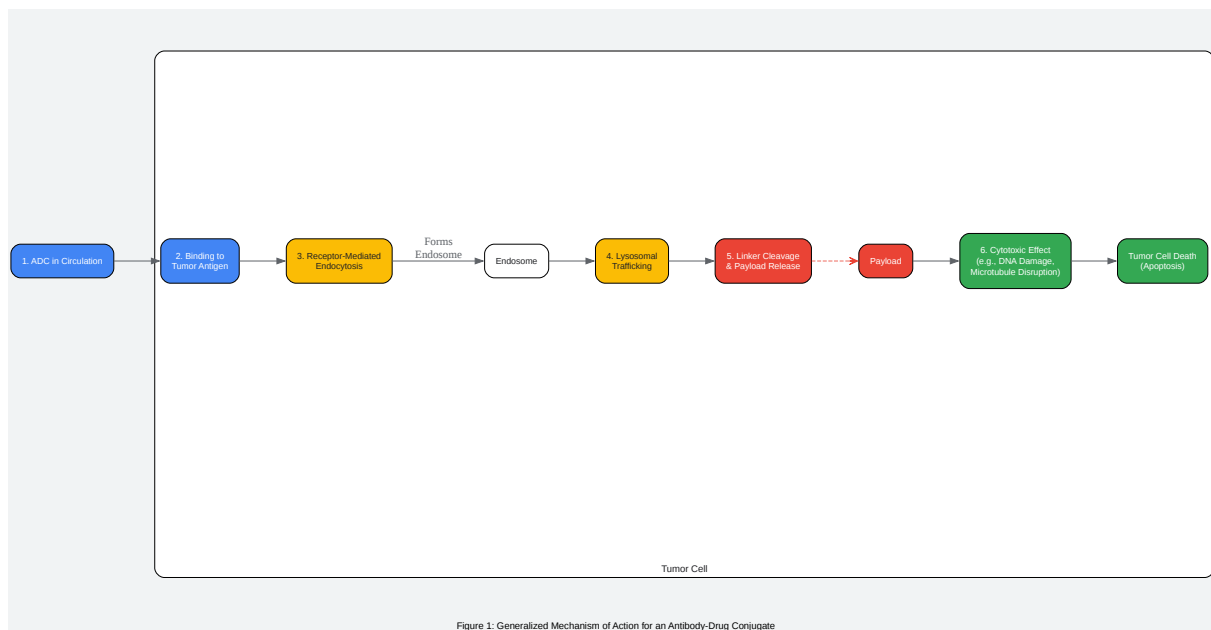 1. ADC in Circulation
2. Binding to
Tumor Antigen
3. Receptor-Mediated
Endocytosis
Forms
Endosome
Endosome
4. Lysosomal
Trafficking
5. Linker Cleavage
& Payload Release
Payload
6. Cytotoxic Effect
(e.g., DNA Damage,
Microtubule Disruption)
Tumor Cell Death
(Apoptosis)
Tumor Cell
Figure 1: Generalized Mechanism of Action for an Antibody-Drug Conjugate